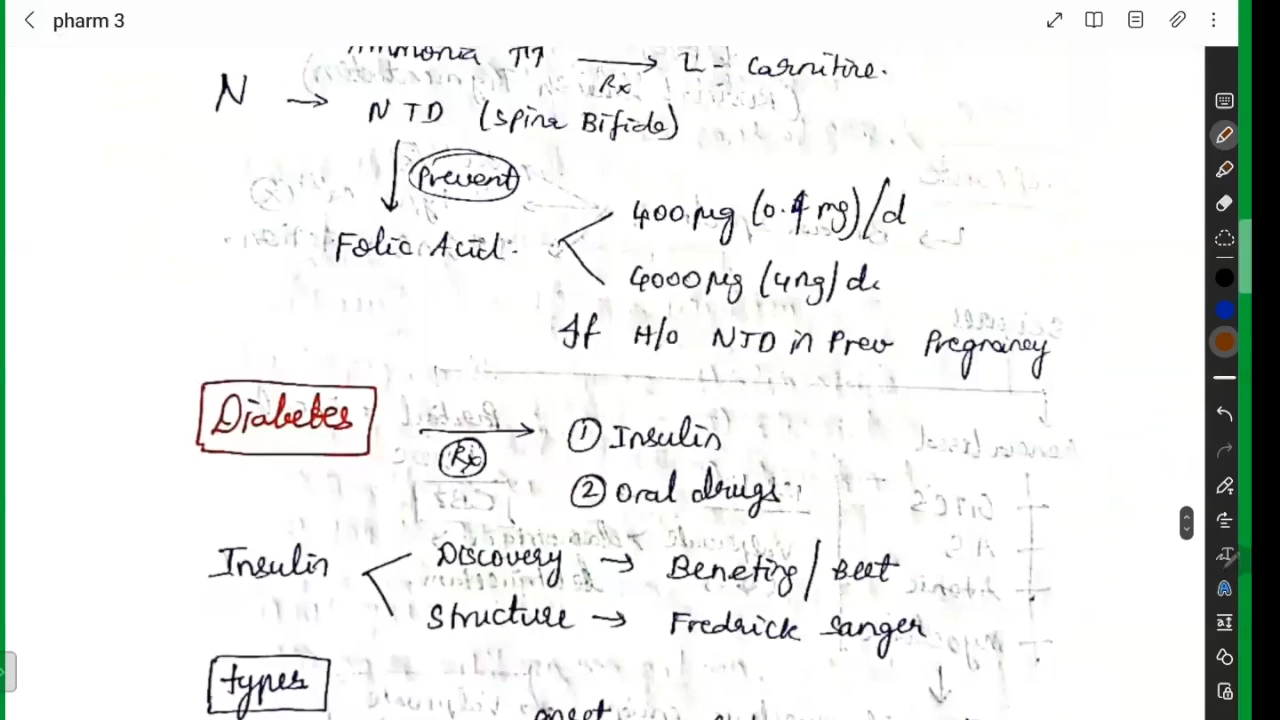 pharm 3
Ammonia ↑↑ → Rx L- carnitine.
N → NTD (Spina Bifida)
Prevent
Folic Acid. 400 µg (0.4 mg)/d
4000 µg (4mg) d
If H/o NTD in Prev Pregnancy
Diabetes → Rx ① Insulin
② Oral drugs
Insulin Discovery → Beneting / Best
Structure → Fredrick Sanger
types
onset